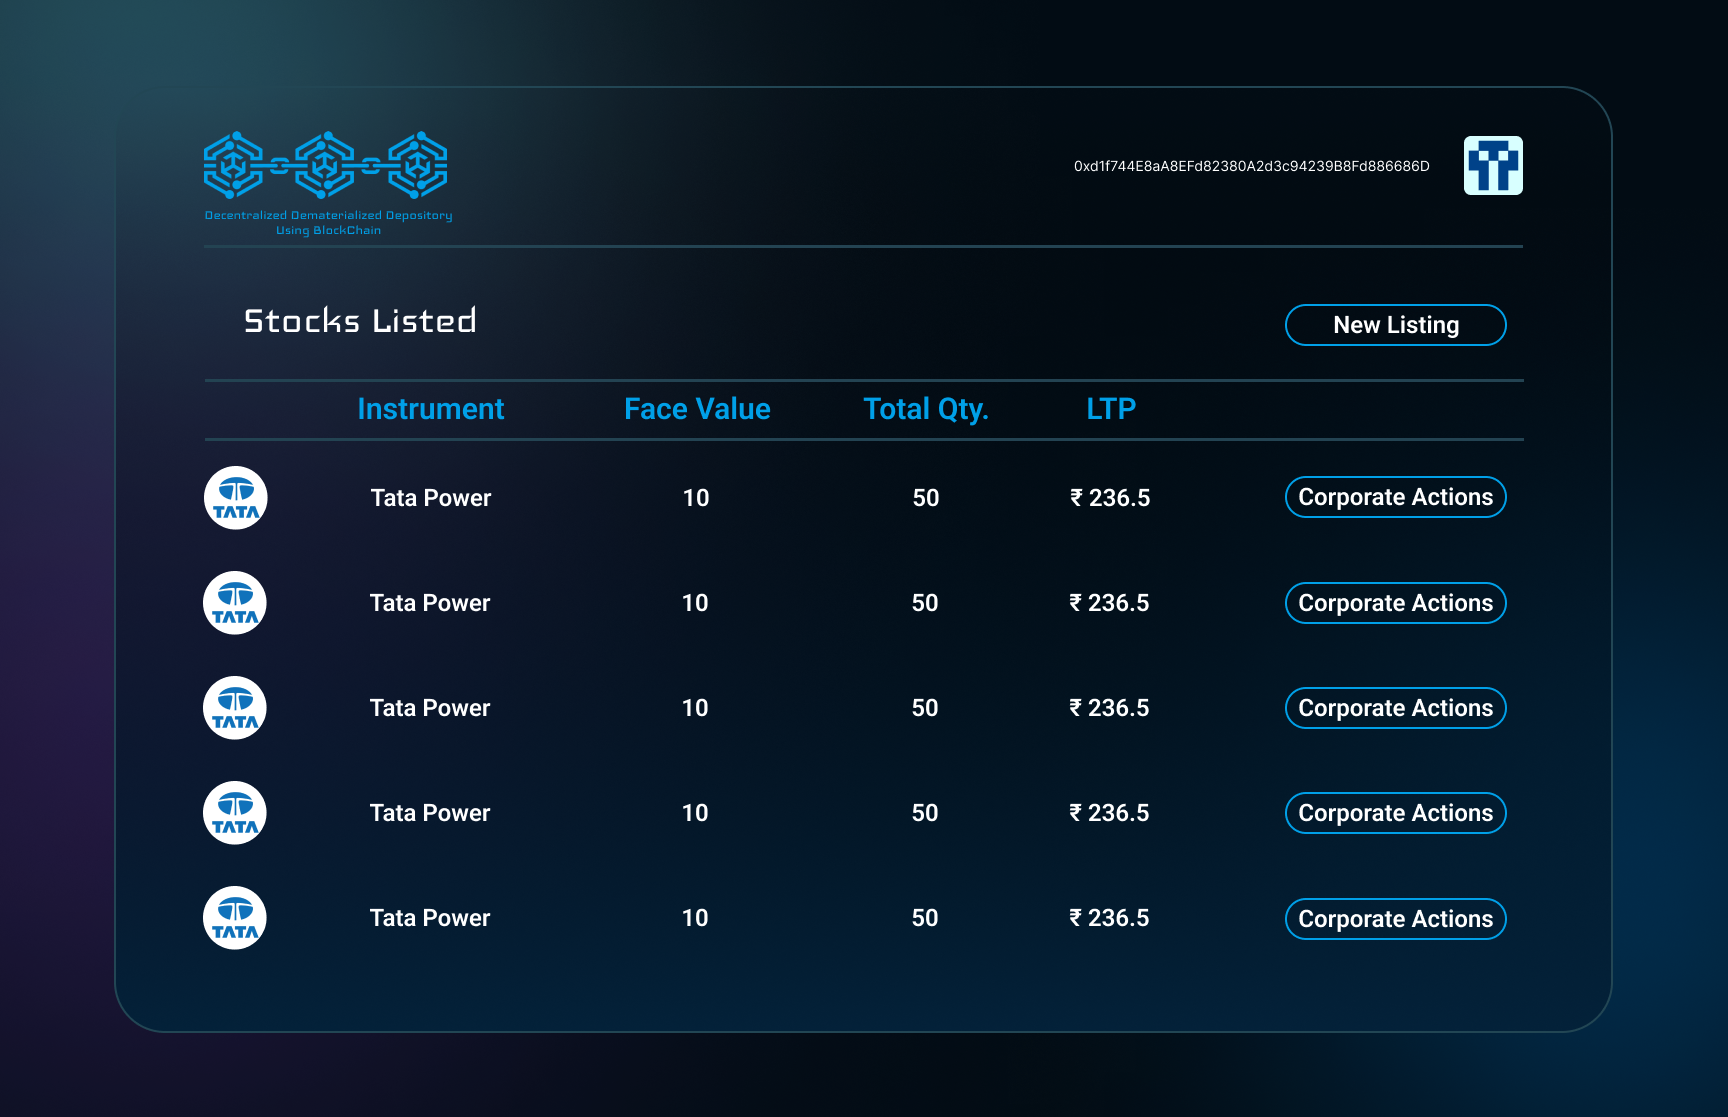 Decentralized Dematerialized Depository
Using BlockChain
0xd1f744E8aA8EFd82380A2d3c94239B8Fd886686D
Stocks Listed
New Listing
Instrument Face Value Total Qty. LTP
TATA Tata Power 10 50 ₹ 236.5 Corporate Actions
TATA Tata Power 10 50 ₹ 236.5 Corporate Actions
TATA Tata Power 10 50 ₹ 236.5 Corporate Actions
TATA Tata Power 10 50 ₹ 236.5 Corporate Actions
TATA Tata Power 10 50 ₹ 236.5 Corporate Actions